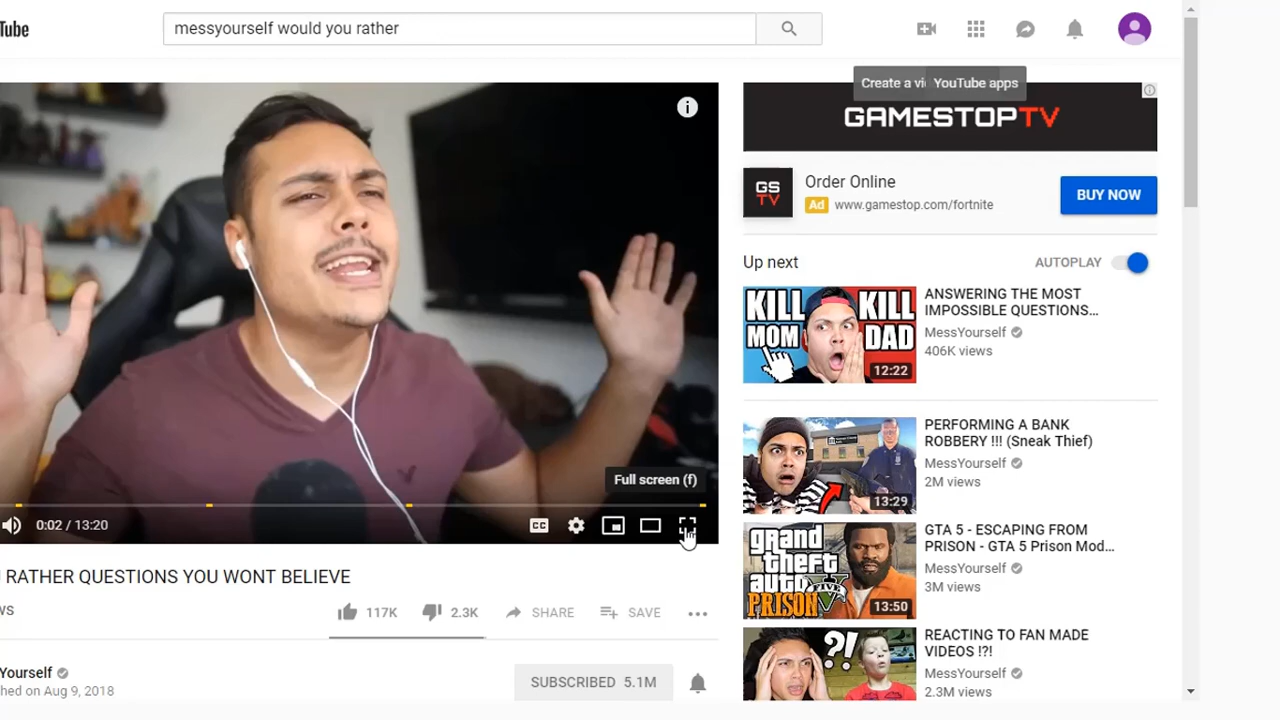 Tube
messyourself would you rather
Create a vi
YouTube apps
GAMESTOPTV
GS
TV
Order Online
Ad www.gamestop.com/fortnite
BUY NOW
Up next
AUTOPLAY
KILL MOM
KILL DAD
12:22
ANSWERING THE MOST
IMPOSSIBLE QUESTIONS...
MessYourself
406K views
13:29
PERFORMING A BANK
ROBBERY !!! (Sneak Thief)
MessYourself
2M views
grand
theft
auto
V
FIVE
PRISON
13:50
GTA 5 - ESCAPING FROM
PRISON - GTA 5 Prison Mod...
MessYourself
3M views
?!
REACTING TO FAN MADE
VIDEOS !?!
MessYourself
2.3M views
i
Full screen (f)
0:02 / 13:20
CC
RATHER QUESTIONS YOU WONT BELIEVE
ws
117K
2.3K
SHARE
SAVE
Yourself
hed on Aug 9, 2018
SUBSCRIBED 5.1M